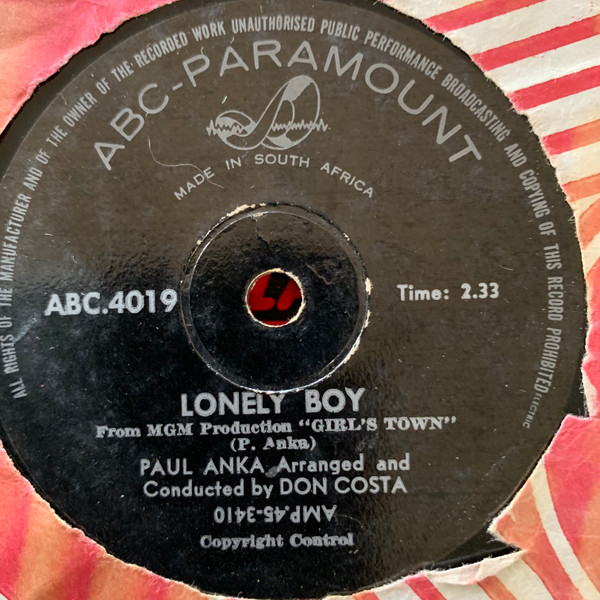 ALL RIGHTS OF THE MANUFACTURER AND OF THE OWNER OF THE RECORDED WORK UNAUTHORISED PUBLIC PERFORMANCE BROADCASTING AND COPYING OF THIS RECORD PROHIBITED
ELECTRIC
ABC-PARAMOUNT
MADE IN SOUTH AFRICA
ABC.4019
Time: 2.33
LONELY BOY
From MGM Production "GIRL'S TOWN"
(P. Anka)
PAUL ANKA Arranged and
Conducted by DON COSTA
AMP.45-3410
Copyright Control